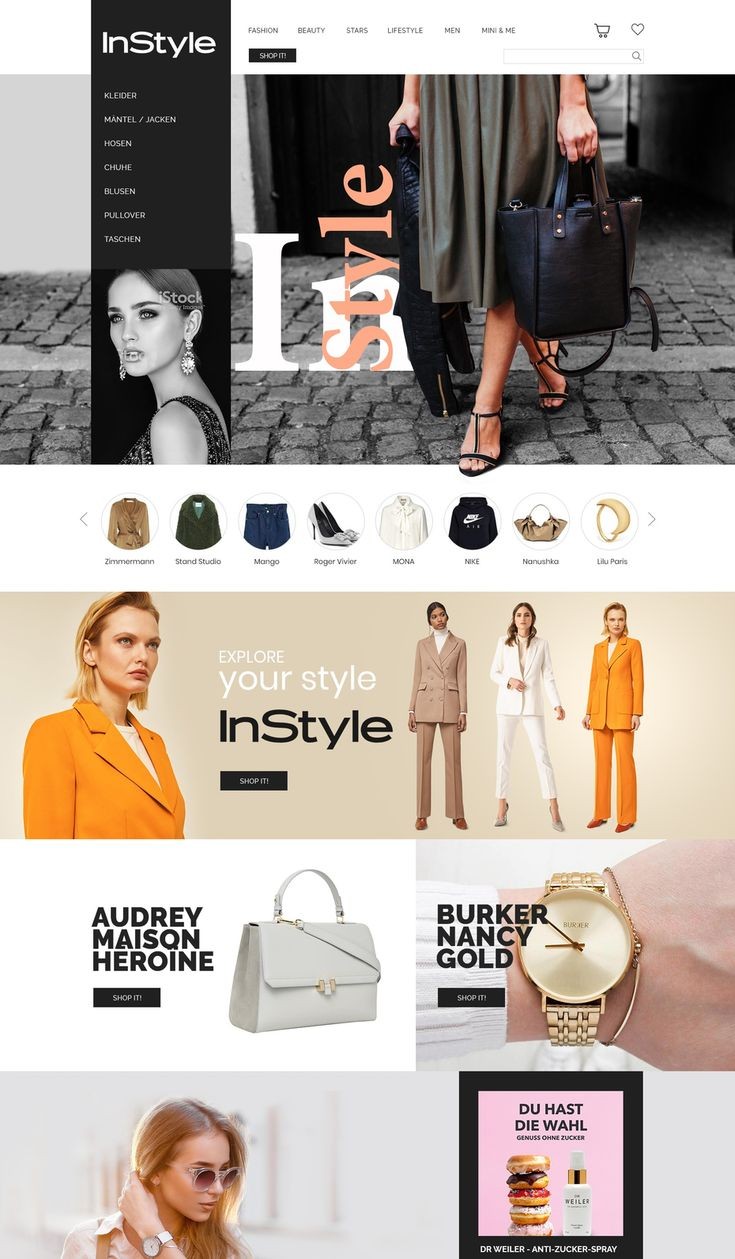 InStyle
FASHION
BEAUTY
STARS
LIFESTYLE
MEN
MINI & ME
SHOP IT!
KLEIDER
MÄNTEL / JACKEN
HOSEN
CHUHE
BLUSEN
PULLOVER
TASCHEN
iStock
In
Style
Zimmermann
Stand Studio
Mango
Roger Vivier
MONA
NIKE
Nanushka
Lilu Paris
NIKE
AIR
EXPLORE
your style
InStyle
SHOP IT!
AUDREY
MAISON
HEROINE
SHOP IT!
BURKER
NANCY
GOLD
SHOP IT!
BURKER
DU HAST
DIE WAHL
GENUSS OHNE ZUCKER
DR
WEILER
DR WEILER - ANTI-ZUCKER-SPRAY